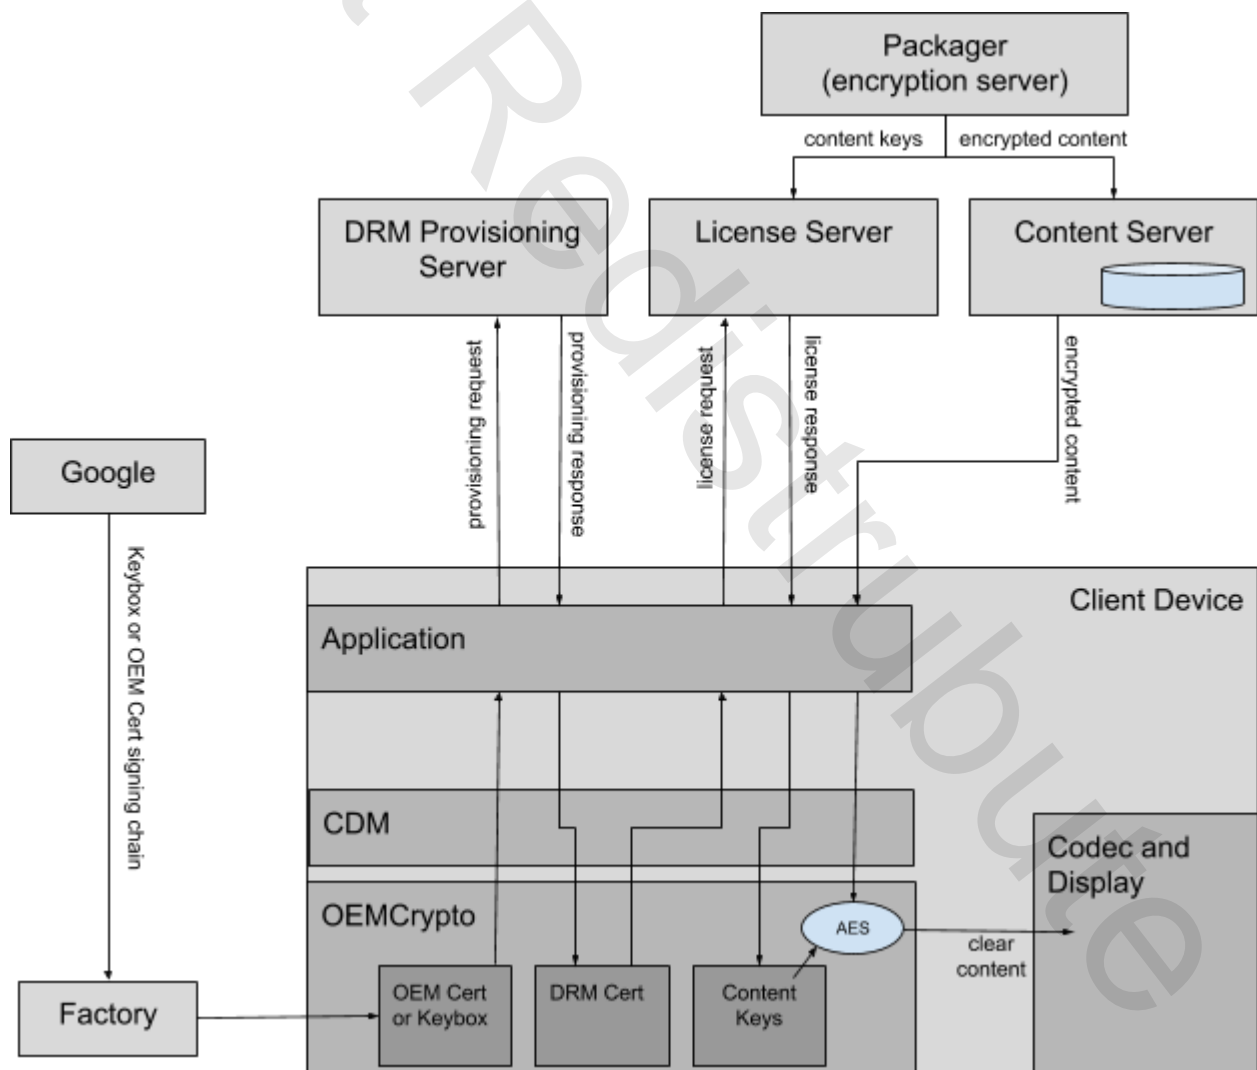 Packager
(encryption server)
content keys
encrypted content
DRM Provisioning
Server
License Server
Content Server
provisioning request
provisioning response
license request
license response
encrypted content
Google
Keybox or OEM Cert signing chain
Client Device
Application
CDM
Codec and
Display
OEMCrypto
AES
clear
content
OEM Cert
or Keybox
DRM Cert
Content
Keys
Factory
Redistrubute